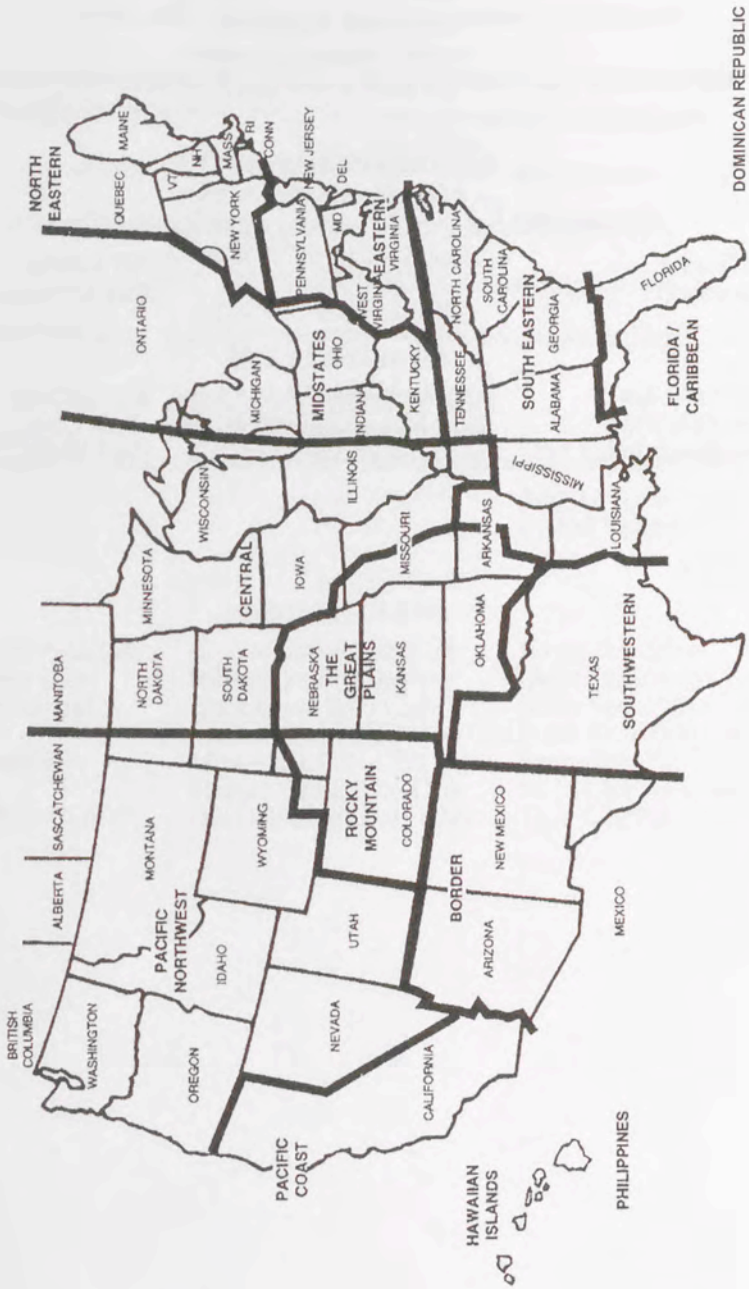 BRITISH
COLUMBIA
ALBERTA
SASCATCHEWAN
MANITOBA
ONTARIO
QUEBEC
NORTH
EASTERN
MAINE
VT
NH
MASS
RI
CONN
NEW YORK
NEW JERSEY
PENNSYLVANIA
DEL
MD
WASHINGTON
OREGON
PACIFIC
NORTHWEST
MONTANA
IDAHO
WYOMING
NORTH
DAKOTA
SOUTH
DAKOTA
MINNESOTA
WISCONSIN
CENTRAL
IOWA
ILLINOIS
MICHIGAN
MIDSTATES
INDIANA
OHIO
WEST
VIRGINIA
EASTERN
VIRGINIA
KENTUCKY
PACIFIC
COAST
CALIFORNIA
NEVADA
UTAH
ROCKY
MOUNTAIN
COLORADO
NEBRASKA
THE
GREAT
PLAINS
KANSAS
MISSOURI
TENNESSEE
NORTH CAROLINA
SOUTH
CAROLINA
BORDER
ARIZONA
NEW MEXICO
OKLAHOMA
ARKANSAS
MISSISSIPPI
ALABAMA
GEORGIA
SOUTH EASTERN
TEXAS
SOUTHWESTERN
LOUISIANA
FLORIDA
FLORIDA /
CARIBBEAN
MEXICO
HAWAIIAN
ISLANDS
PHILIPPINES
DOMINICAN REPUBLIC